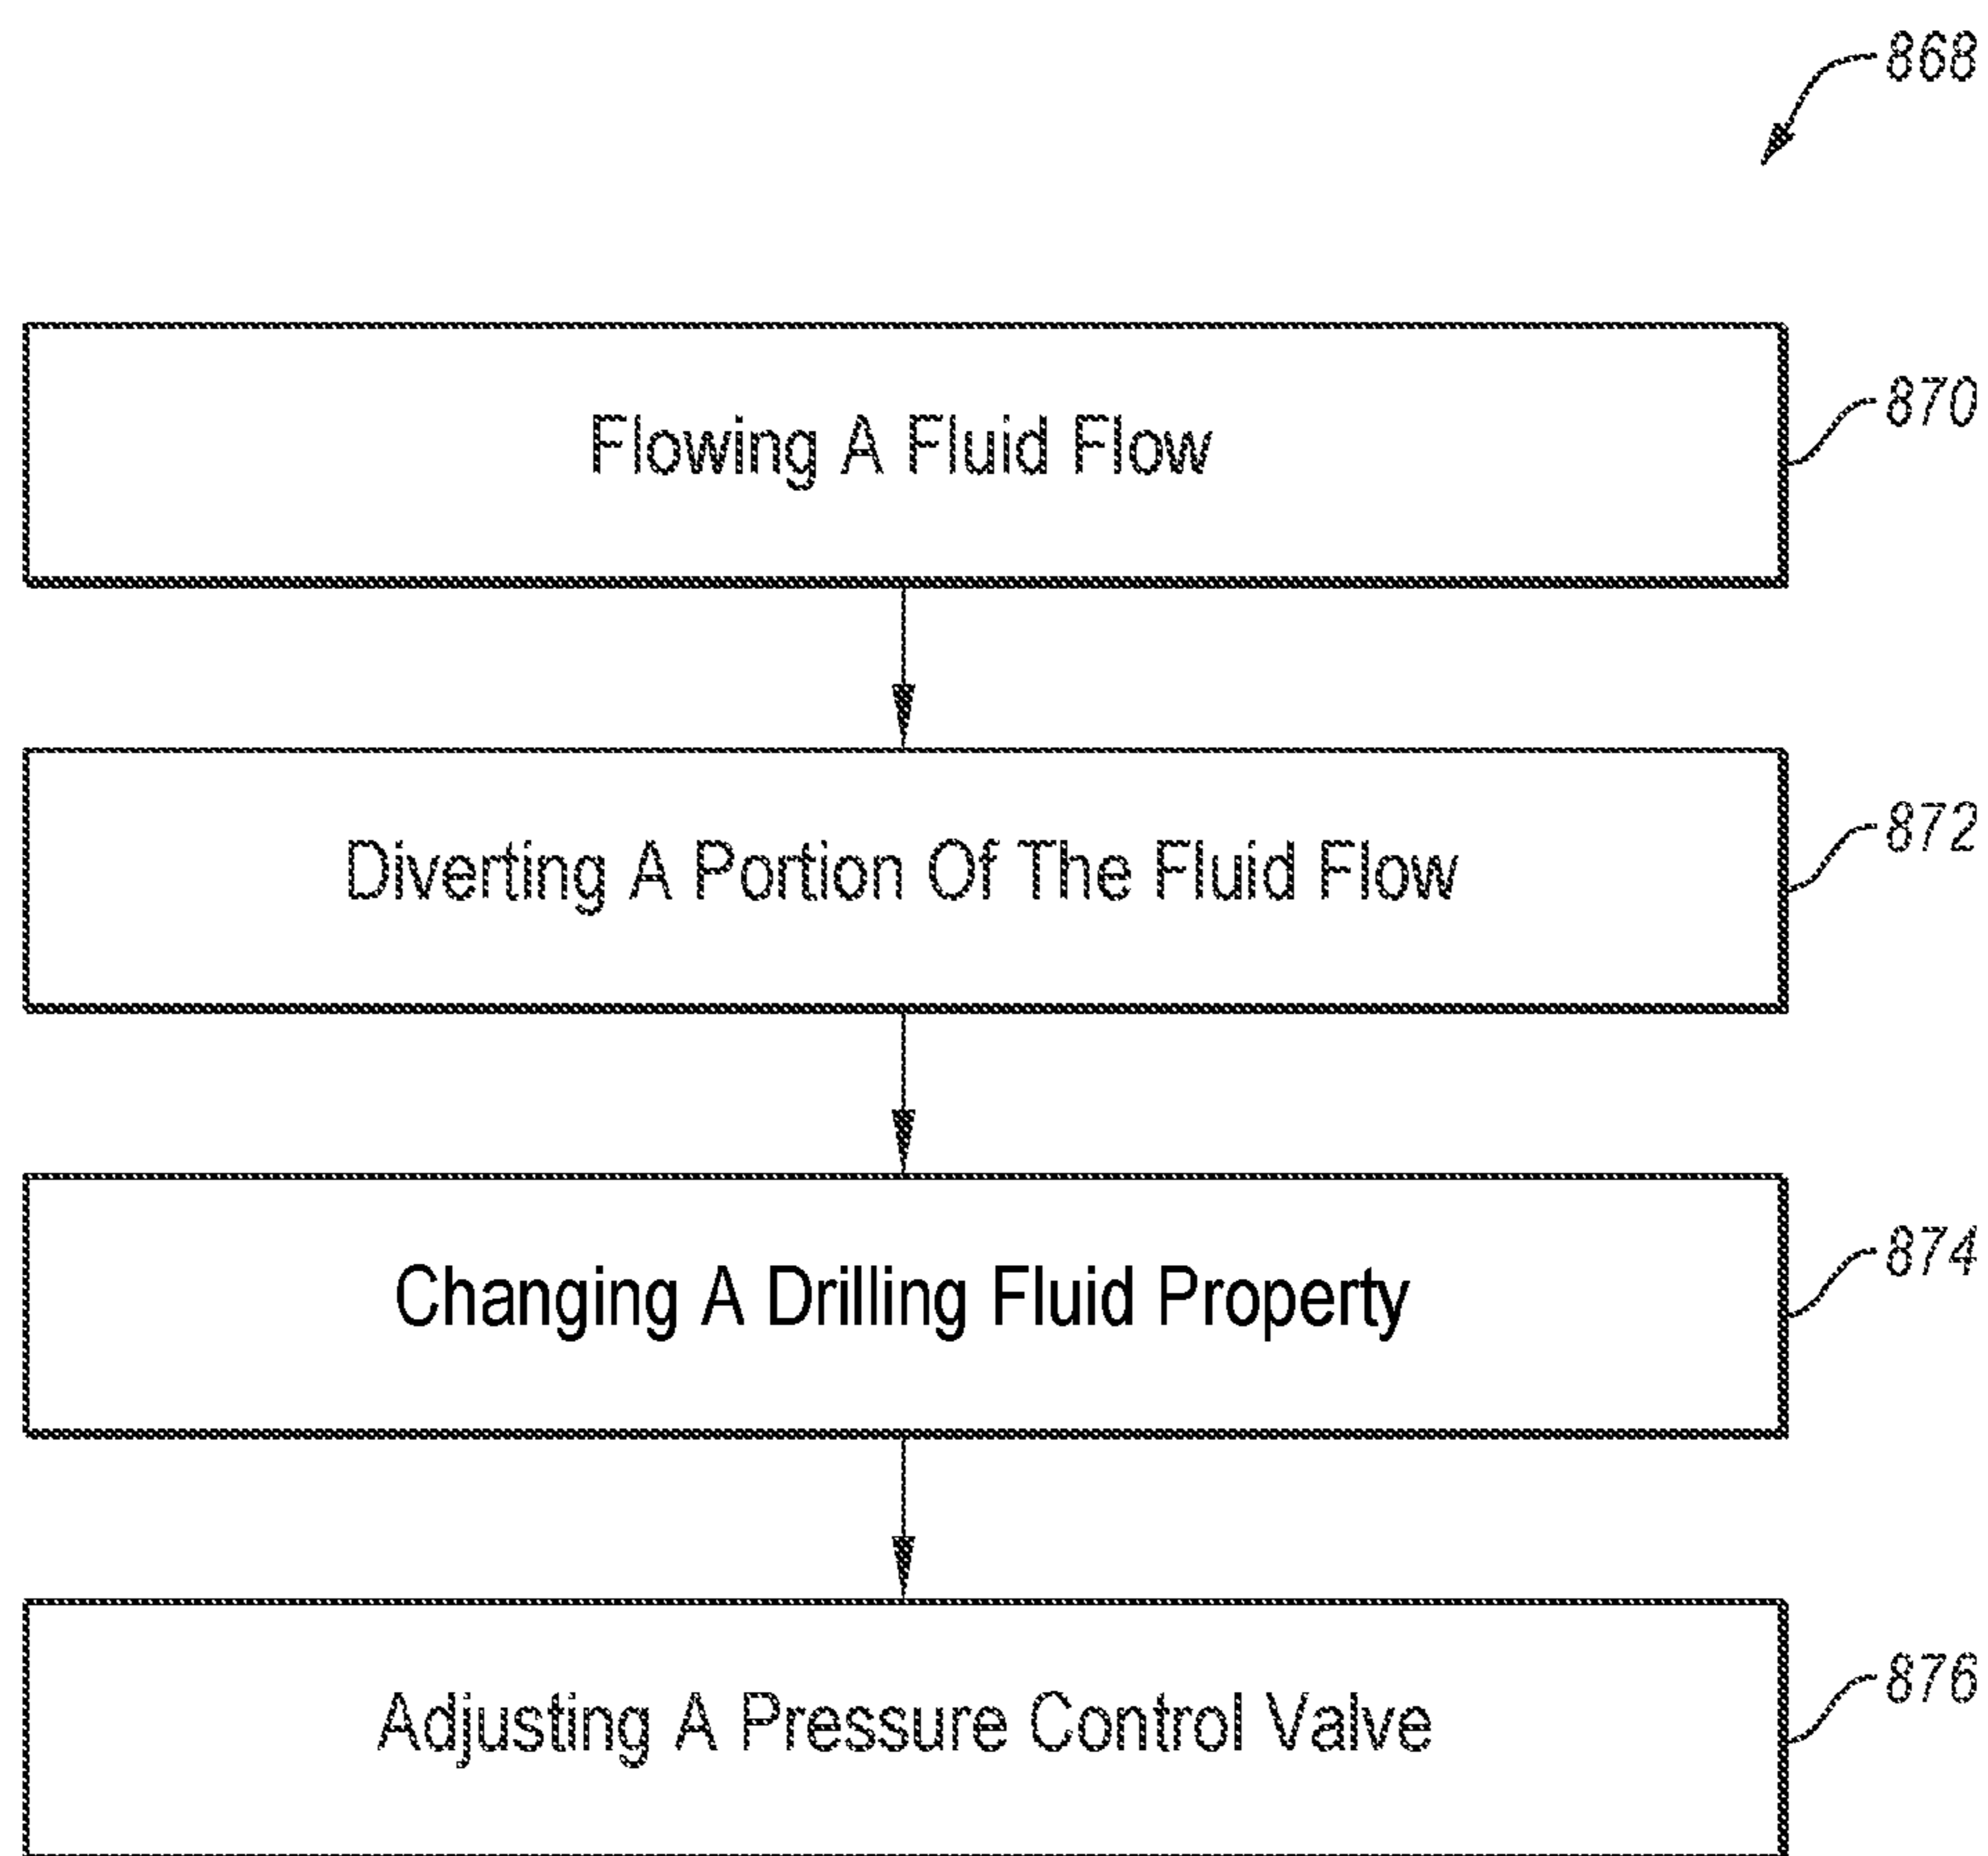 868
Flowing A Fluid Flow
870
Diverting A Portion Of The Fluid Flow
872
Changing A Drilling Fluid Property
874
Adjusting A Pressure Control Valve
876